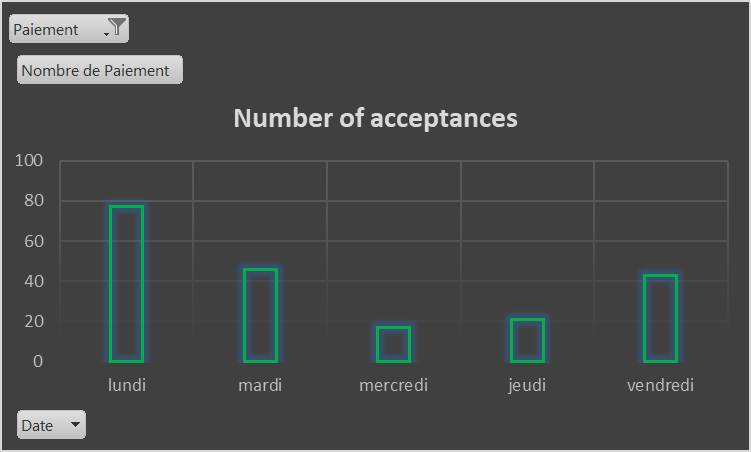 Paiement
Nombre de Paiement
Number of acceptances
100
80
60
40
20
0
lundi mardi mercredi jeudi vendredi
Date